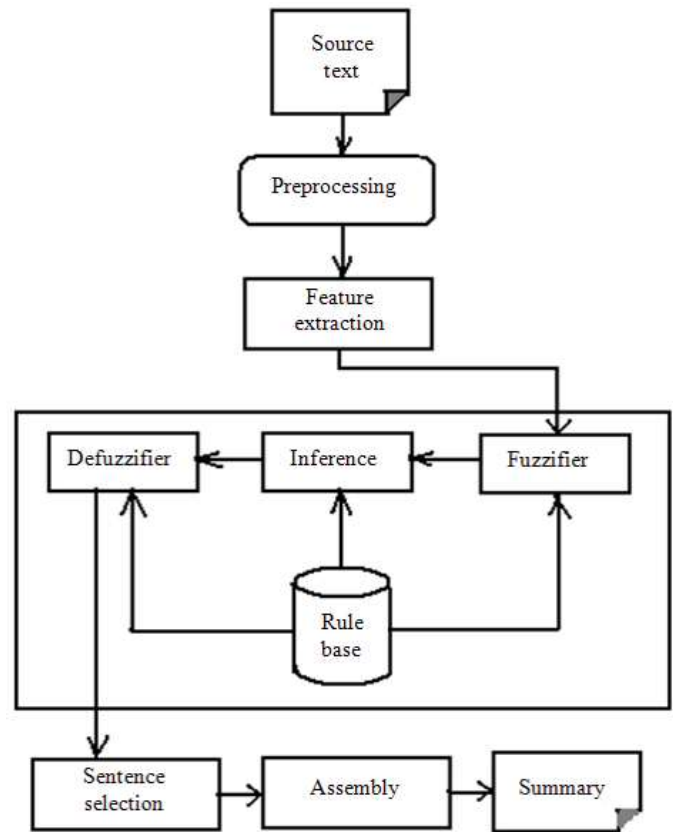 Source
text
Preprocessing
Feature
extraction
Defuzzifier
Inference
Fuzzifier
Rule
base
Sentence
selection
Assembly
Summary